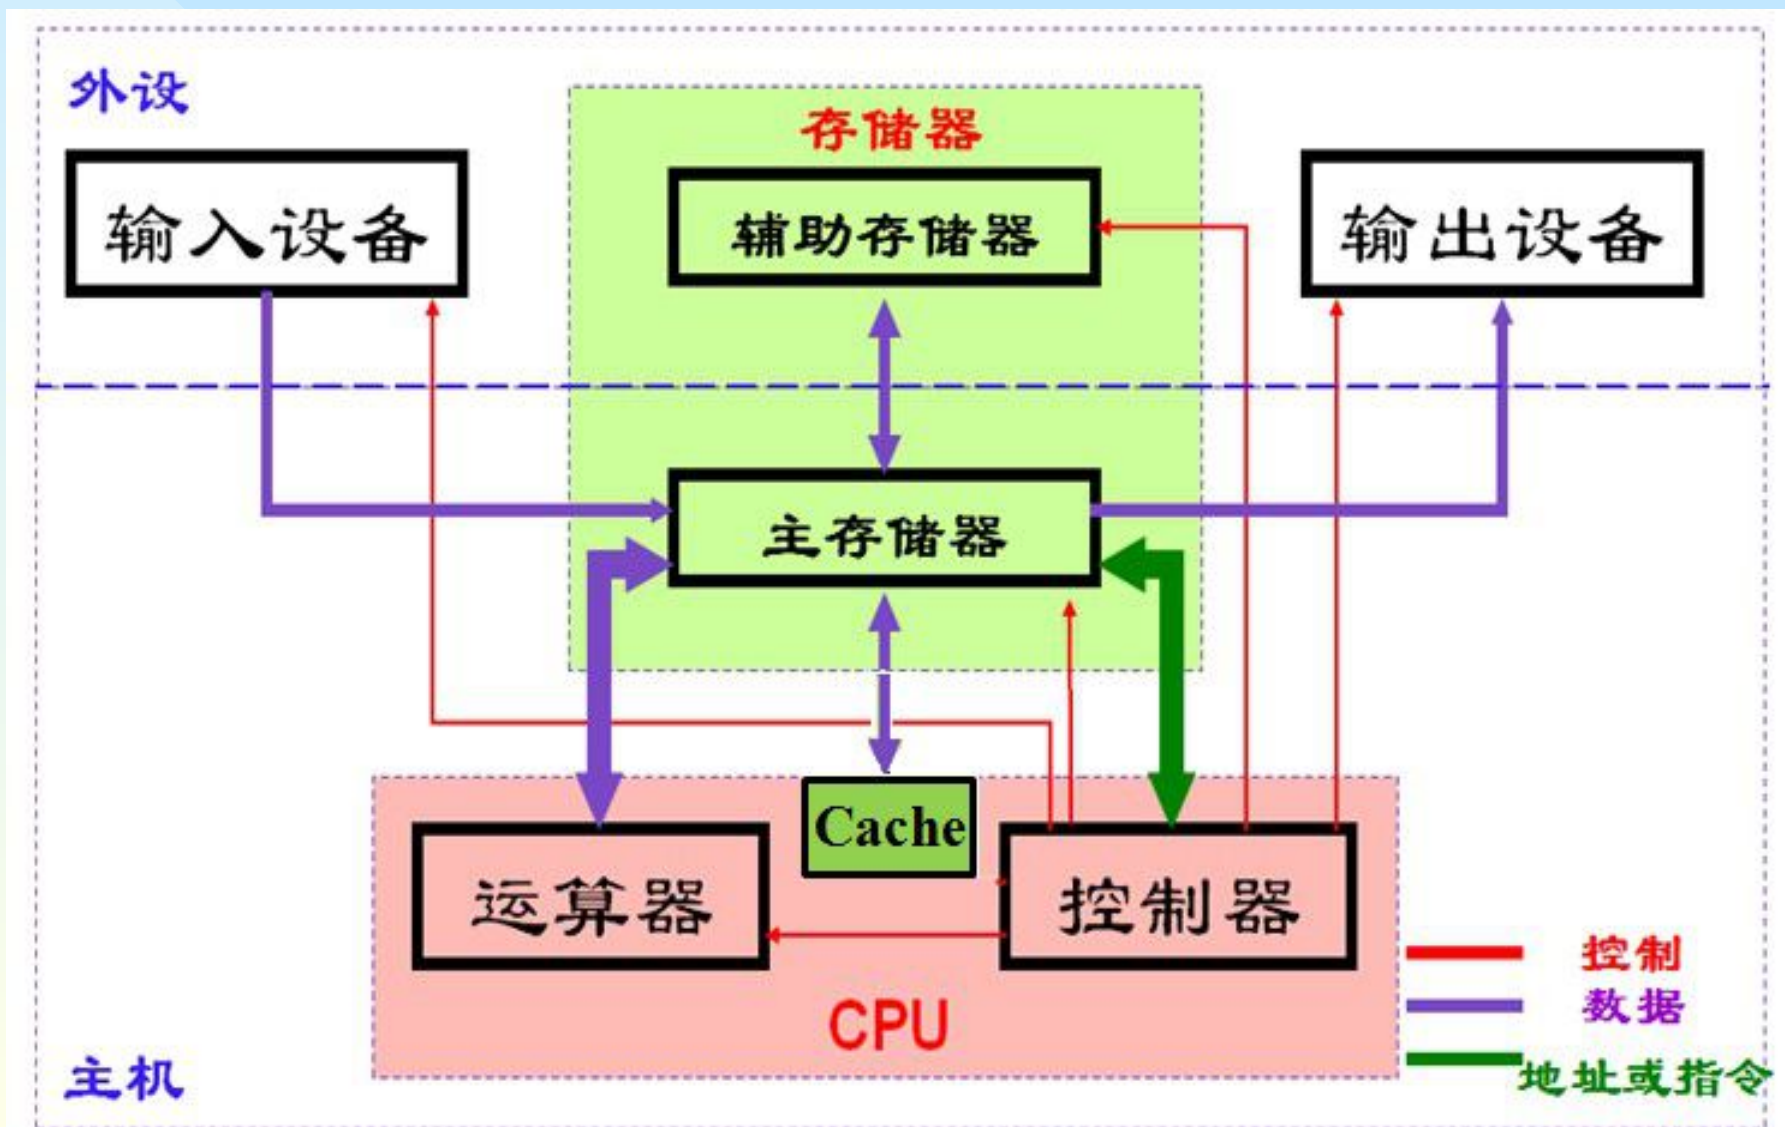 外设
存储器
输入设备
辅助存储器
输出设备
主存储器
Cache
运算器
控制器
CPU
控制
数据
地址或指令
主机